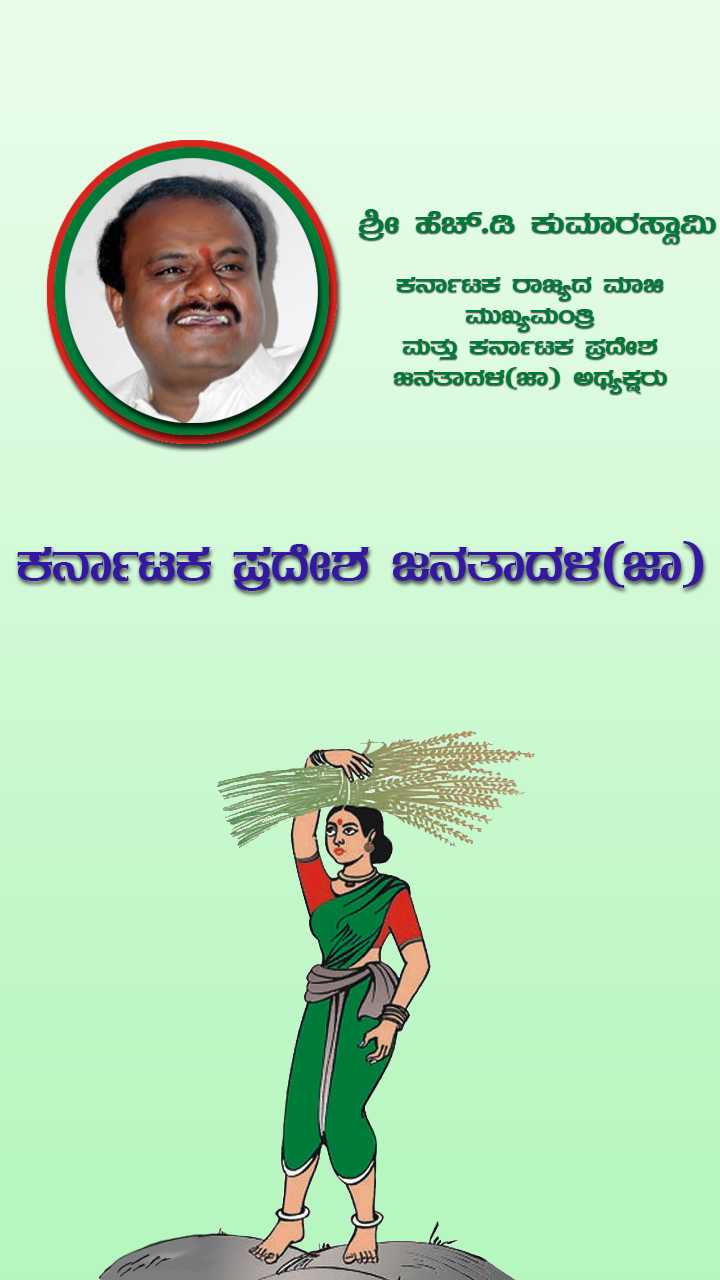 ಶ್ರೀ ಹೆಚ್.ಡಿ ಕುಮಾರಸ್ವಾಮಿ
ಕರ್ನಾಟಕ ರಾಜ್ಯದ ಮಾಜಿ
ಮುಖ್ಯಮಂತ್ರಿ
ಮತ್ತು ಕರ್ನಾಟಕ ಪ್ರದೇಶ
ಜನತಾದಳ(ಜಾ) ಅಧ್ಯಕ್ಷರು
ಕರ್ನಾಟಕ ಪ್ರದೇಶ ಜನತಾದಳ(ಜಾ)